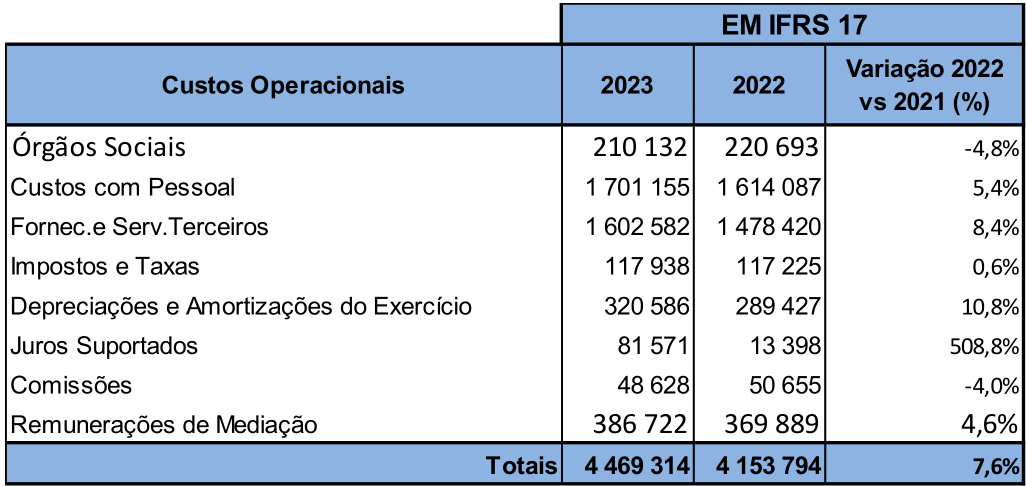 EM IFRS 17
Custos Operacionais 2023 2022 Variação 2022 vs 2021 (%)
Órgãos Sociais 210 132 220 693 -4,8%
Custos com Pessoal 1 701 155 1 614 087 5,4%
Fornec.e Serv.Terceiros 1 602 582 1 478 420 8,4%
Impostos e Taxas 117 938 117 225 0,6%
Depreciações e Amortizações do Exercício 320 586 289 427 10,8%
Juros Suportados 81 571 13 398 508,8%
Comissões 48 628 50 655 -4,0%
Remunerações de Mediação 386 722 369 889 4,6%
Totais 4 469 314 4 153 794 7,6%